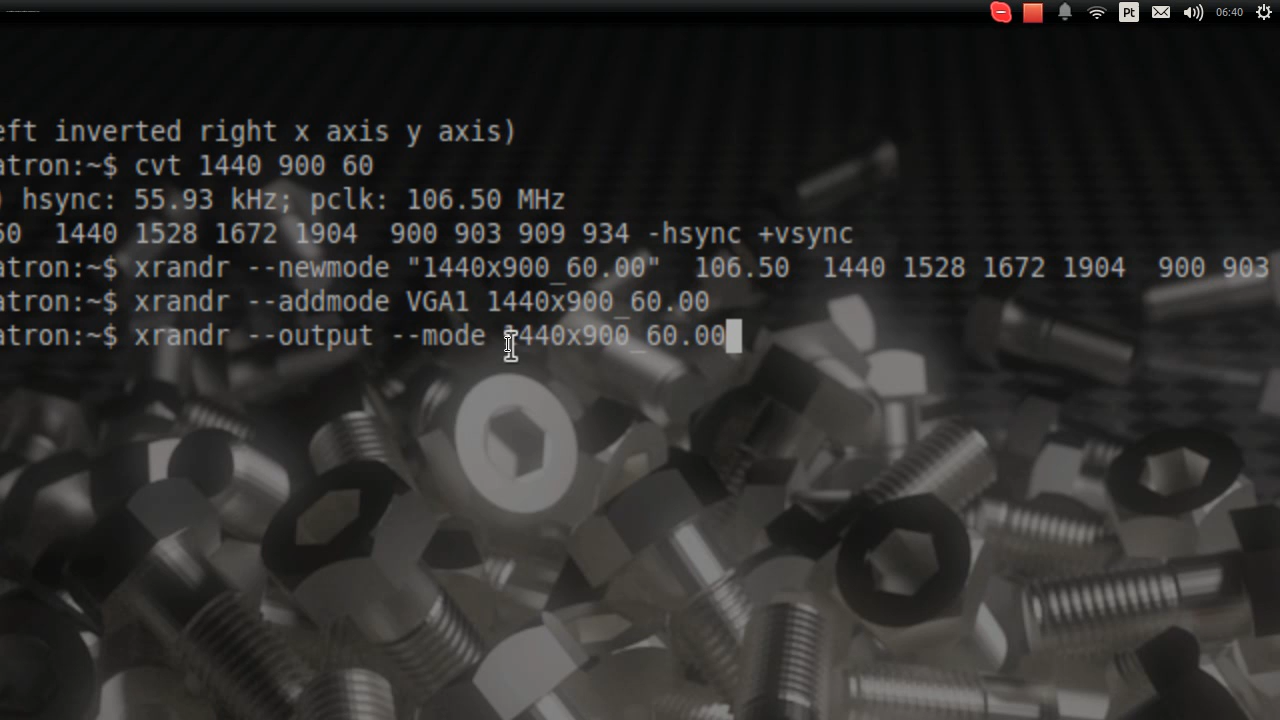 Pt 06:40
eft inverted right x axis y axis)
atron:~$ cvt 1440 900 60
) hsync: 55.93 kHz; pclk: 106.50 MHz
50  1440 1528 1672 1904  900 903 909 934 -hsync +vsync
atron:~$ xrandr --newmode "1440x900_60.00"  106.50  1440 1528 1672 1904  900 903
atron:~$ xrandr --addmode VGA1 1440x900_60.00
atron:~$ xrandr --output --mode 1440x900_60.00